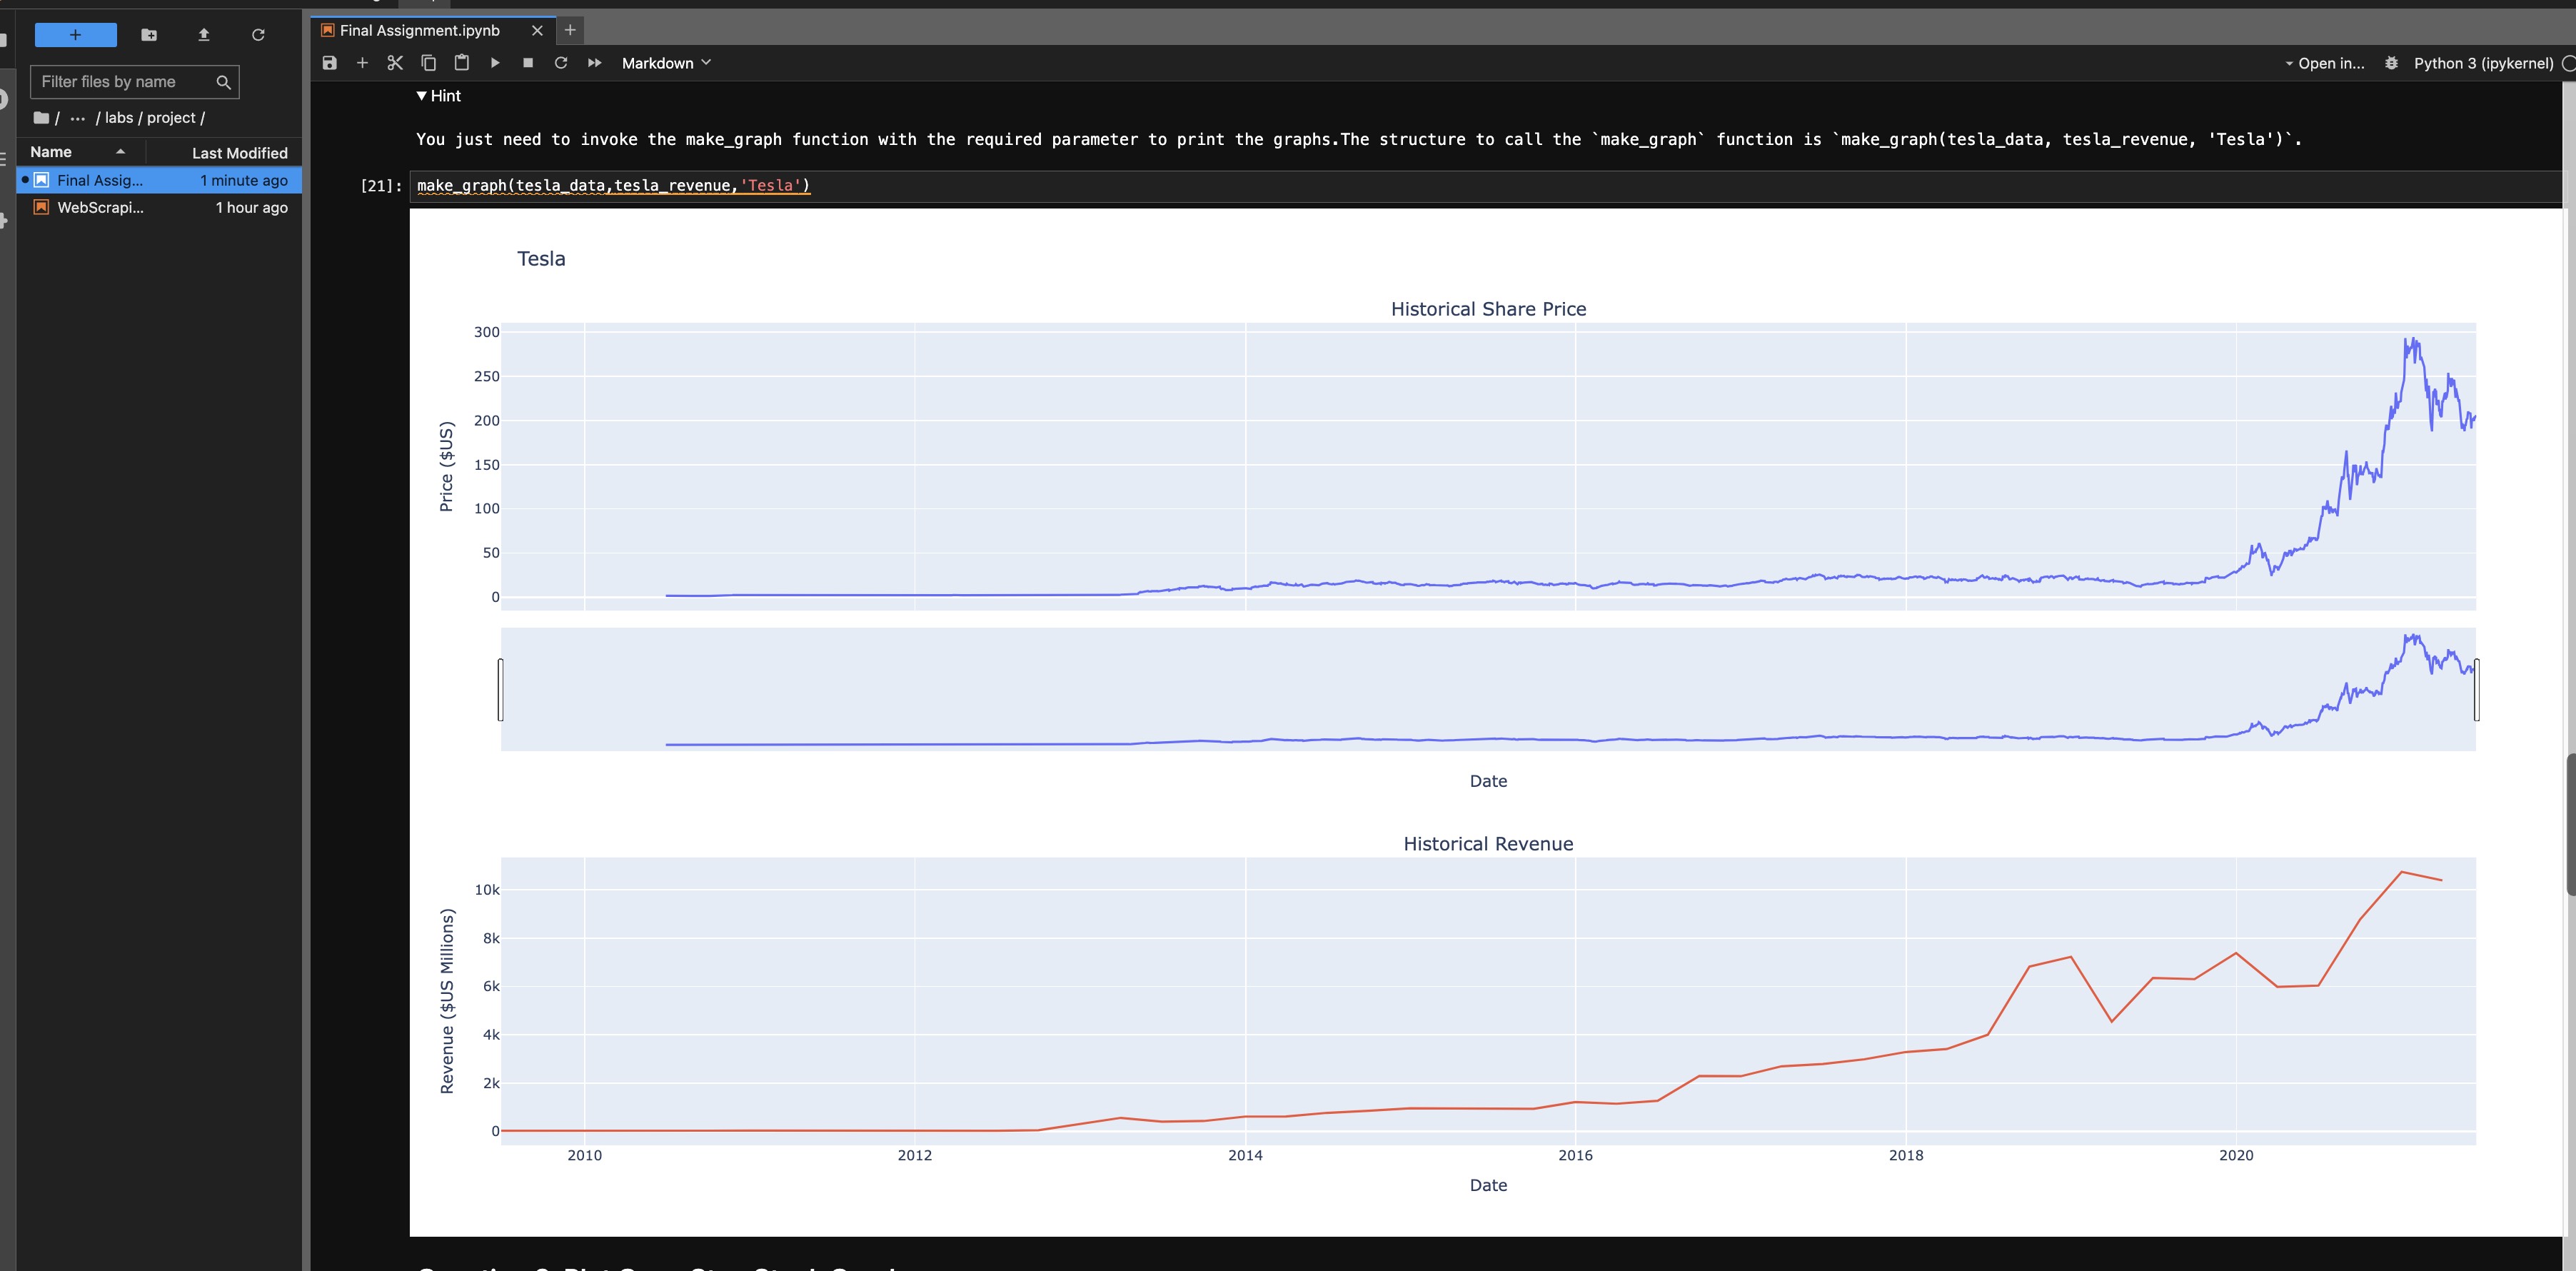 Final Assignment.ipynb
Filter files by name
/ ··· / labs / project /
Name Last Modified
Final Assig... 1 minute ago
WebScrapi... 1 hour ago
Markdown
Open in...
Python 3 (ipykernel)
▼ Hint
You just need to invoke the make_graph function with the required parameter to print the graphs.The structure to call the `make_graph` function is `make_graph(tesla_data, tesla_revenue, 'Tesla')`.
[21]: make_graph(tesla_data,tesla_revenue,'Tesla')
Tesla
Historical Share Price
300
250
200
150
100
50
0
Price ($US)
Date
Historical Revenue
10k
8k
6k
4k
2k
0
Revenue ($US Millions)
2010 2012 2014 2016 2018 2020
Date